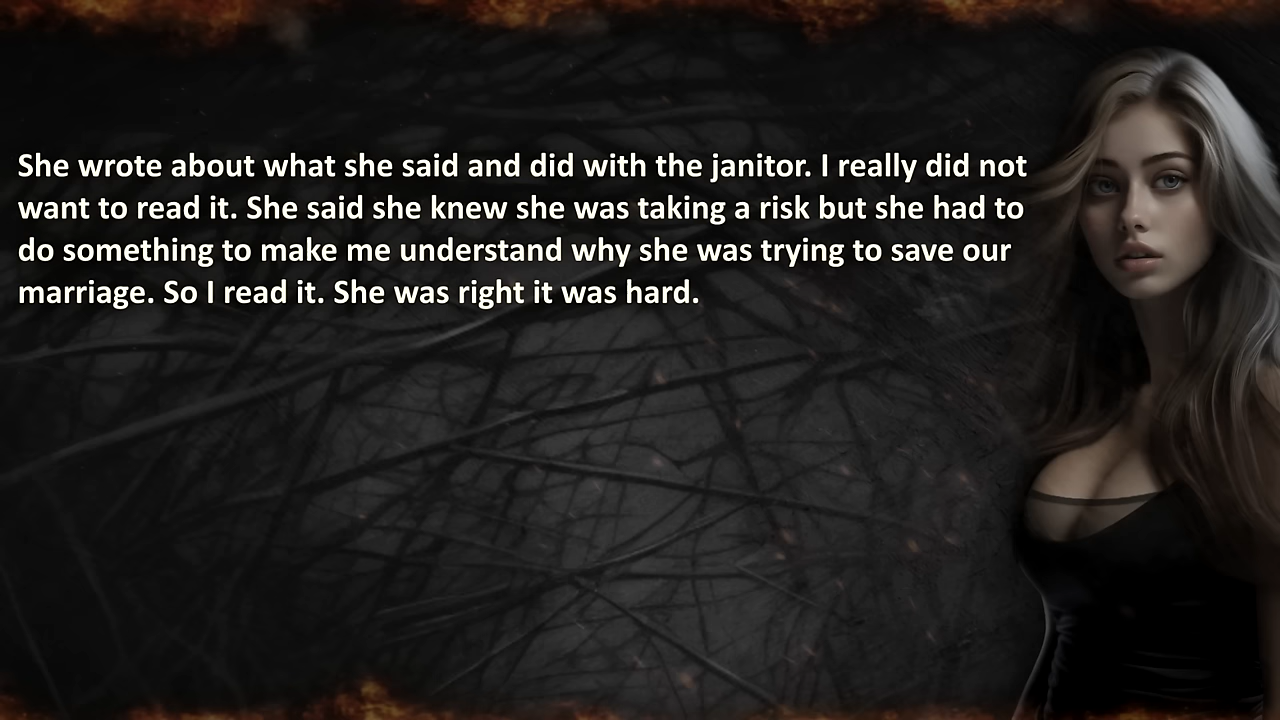 She wrote about what she said and did with the janitor. I really did not
want to read it. She said she knew she was taking a risk but she had to
do something to make me understand why she was trying to save our
marriage. So I read it. She was right it was hard.